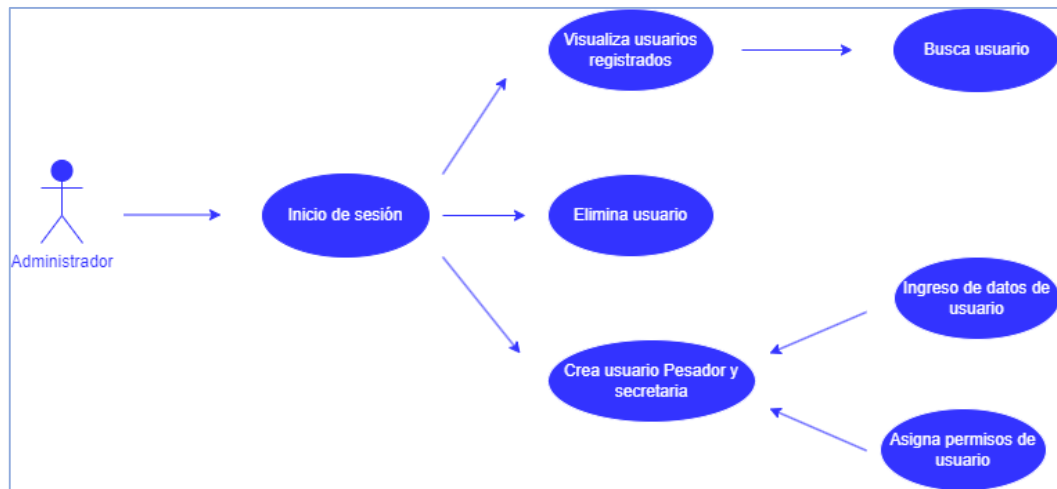 Visualiza usuarios
registrados
Busca usuario
Inicio de sesión
Elimina usuario
Administrador
Ingreso de datos de
usuario
Crea usuario Pesador y
secretaria
Asigna permisos de
usuario